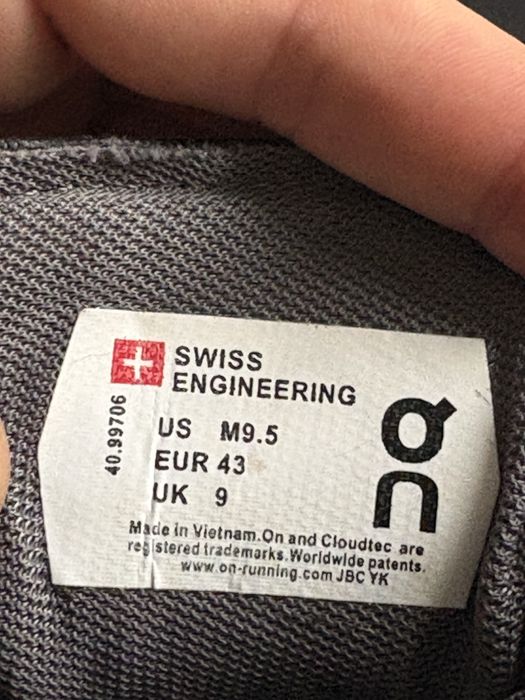 SWISS
ENGINEERING
40.99706
US M9.5
EUR 43
UK 9
on
Made in Vietnam.On and Cloudtec are
registered trademarks.Worldwide patents.
www.on-running.com JBC YK